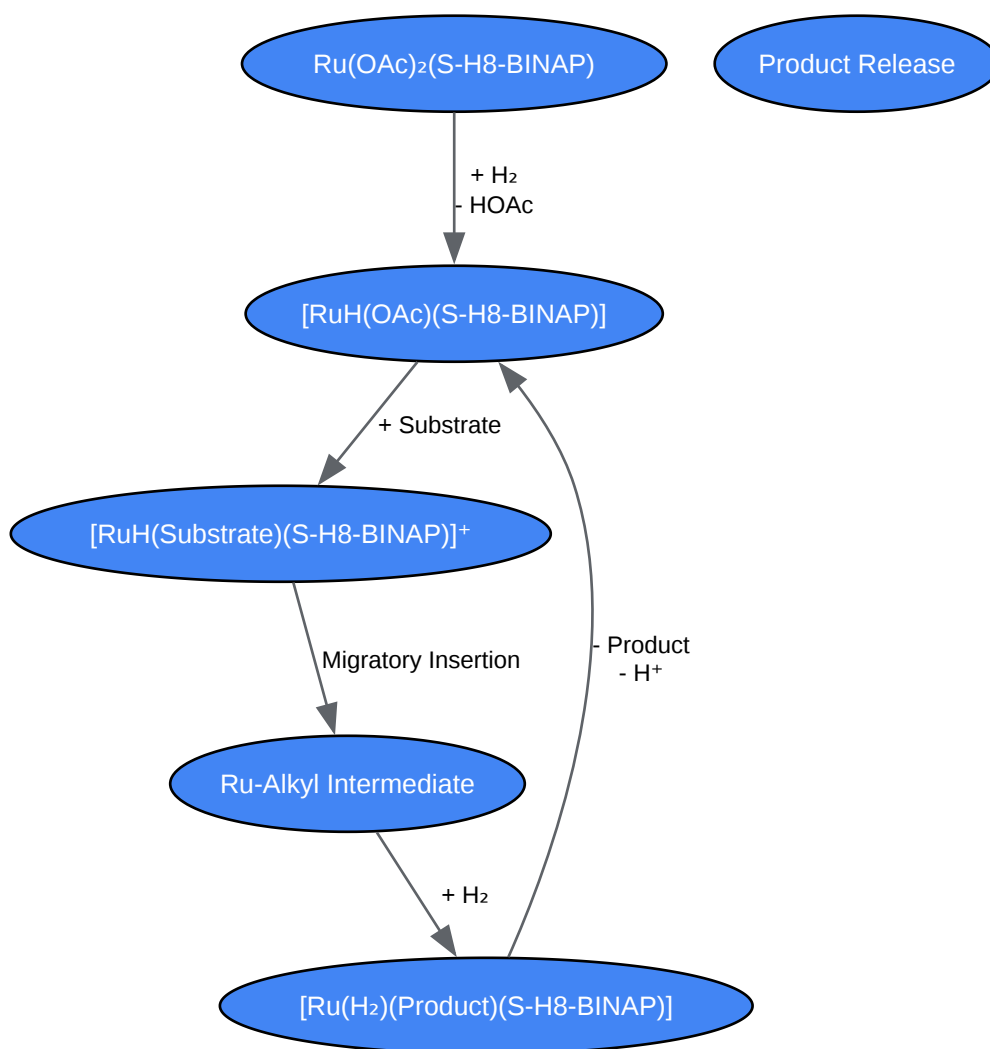 Ru(OAc)₂(S-H8-BINAP)
Product Release
+ H₂
- HOAc
[RuH(OAc)(S-H8-BINAP)]
+ Substrate
[RuH(Substrate)(S-H8-BINAP)]⁺
- Product
- H⁺
Migratory Insertion
Ru-Alkyl Intermediate
+ H₂
[Ru(H₂)(Product)(S-H8-BINAP)]